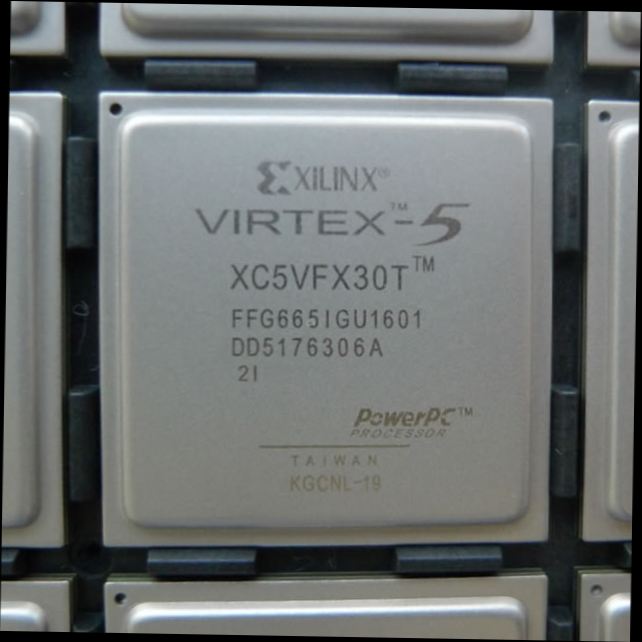 XILINX®
VIRTEX™-5
XC5VFX30T™
FFG665IGU1601
DD5176306A
2I
PowerPC™
PROCESSOR
TAIWAN
KGCNL-19